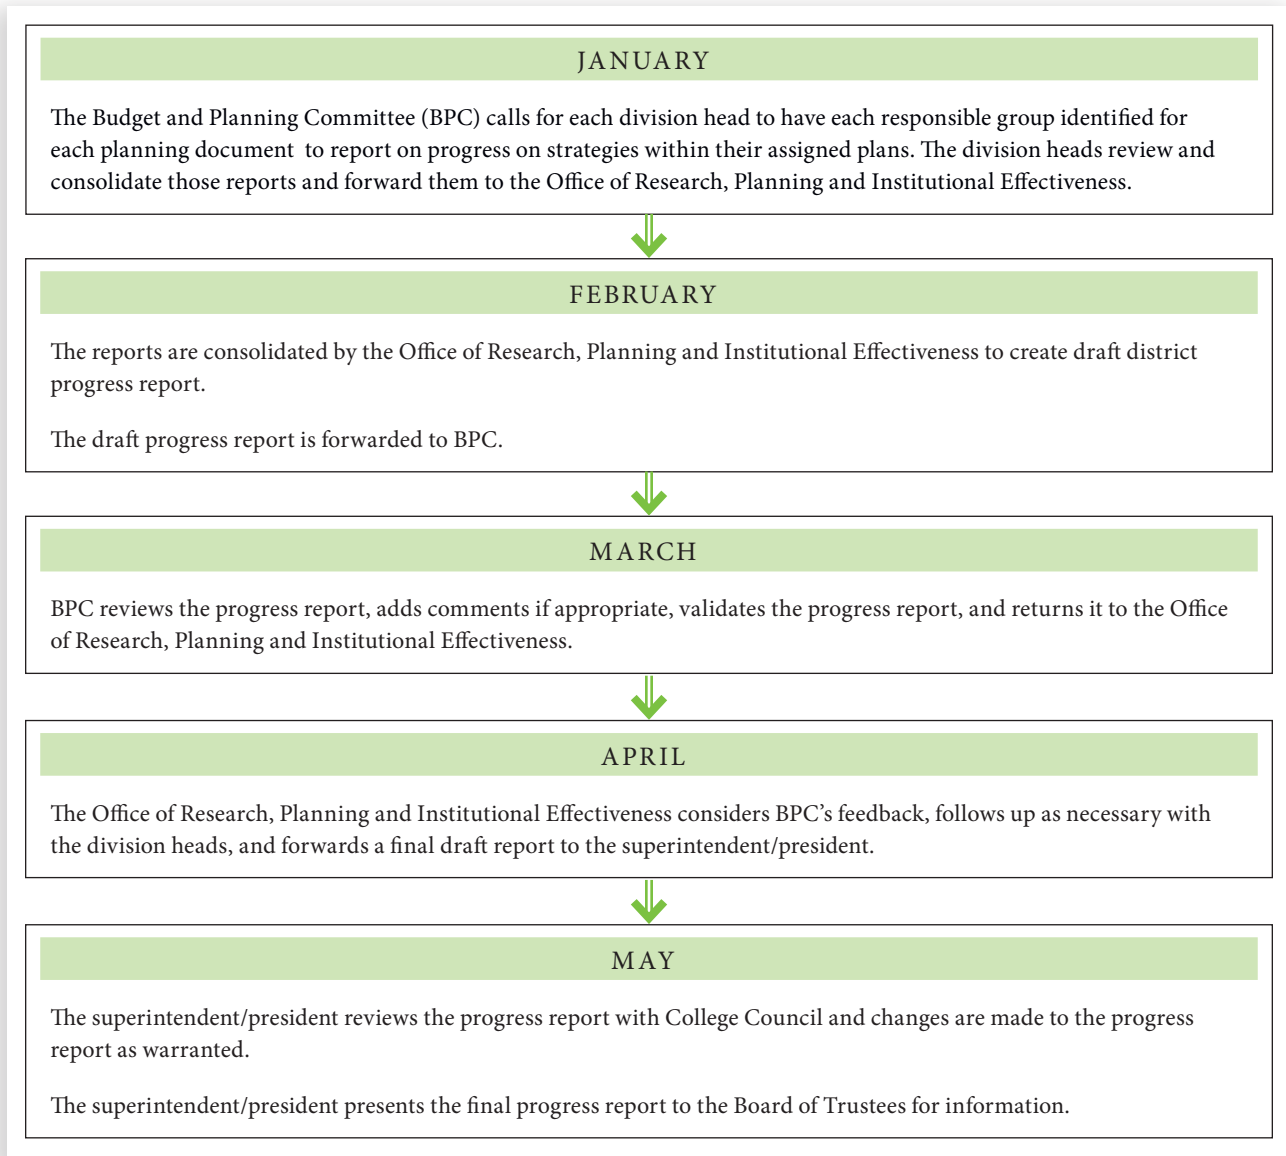 JANUARY
The Budget and Planning Committee (BPC) calls for each division head to have each responsible group identified for
each planning document  to report on progress on strategies within their assigned plans. The division heads review and
consolidate those reports and forward them to the Office of Research, Planning and Institutional Effectiveness.
FEBRUARY
The reports are consolidated by the Office of Research, Planning and Institutional Effectiveness to create draft district
progress report.
The draft progress report is forwarded to BPC.
MARCH
BPC reviews the progress report, adds comments if appropriate, validates the progress report, and returns it to the Office
of Research, Planning and Institutional Effectiveness.
APRIL
The Office of Research, Planning and Institutional Effectiveness considers BPC’s feedback, follows up as necessary with
the division heads, and forwards a final draft report to the superintendent/president.
MAY
The superintendent/president reviews the progress report with College Council and changes are made to the progress
report as warranted.
The superintendent/president presents the final progress report to the Board of Trustees for information.